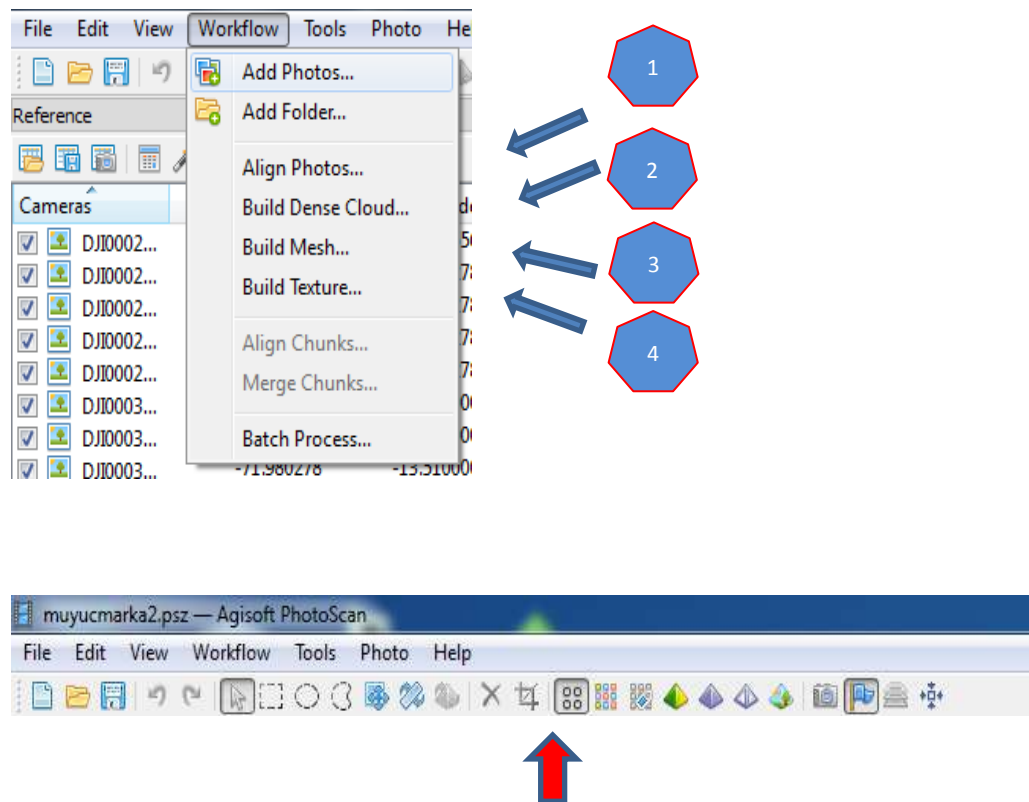 File Edit View Workflow Tools Photo He
Add Photos...
1
Reference
Add Folder...
Align Photos...
2
Cameras
Build Dense Cloud...
DJI0002...
Build Mesh...
3
DJI0002...
Build Texture...
DJI0002...
DJI0002...
Align Chunks...
4
DJI0002...
Merge Chunks...
DJI0003...
DJI0003...
Batch Process...
DJI0003...
-71.980278
muyucmarka2.psz — Agisoft PhotoScan
File Edit View Workflow Tools Photo Help